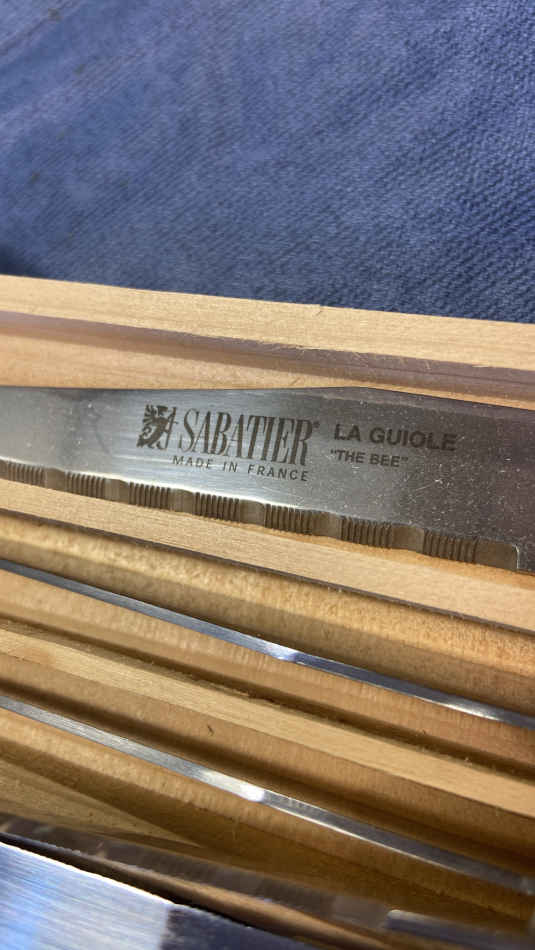 SABATIER®
MADE IN FRANCE
LA GUIOLE
"THE BEE"